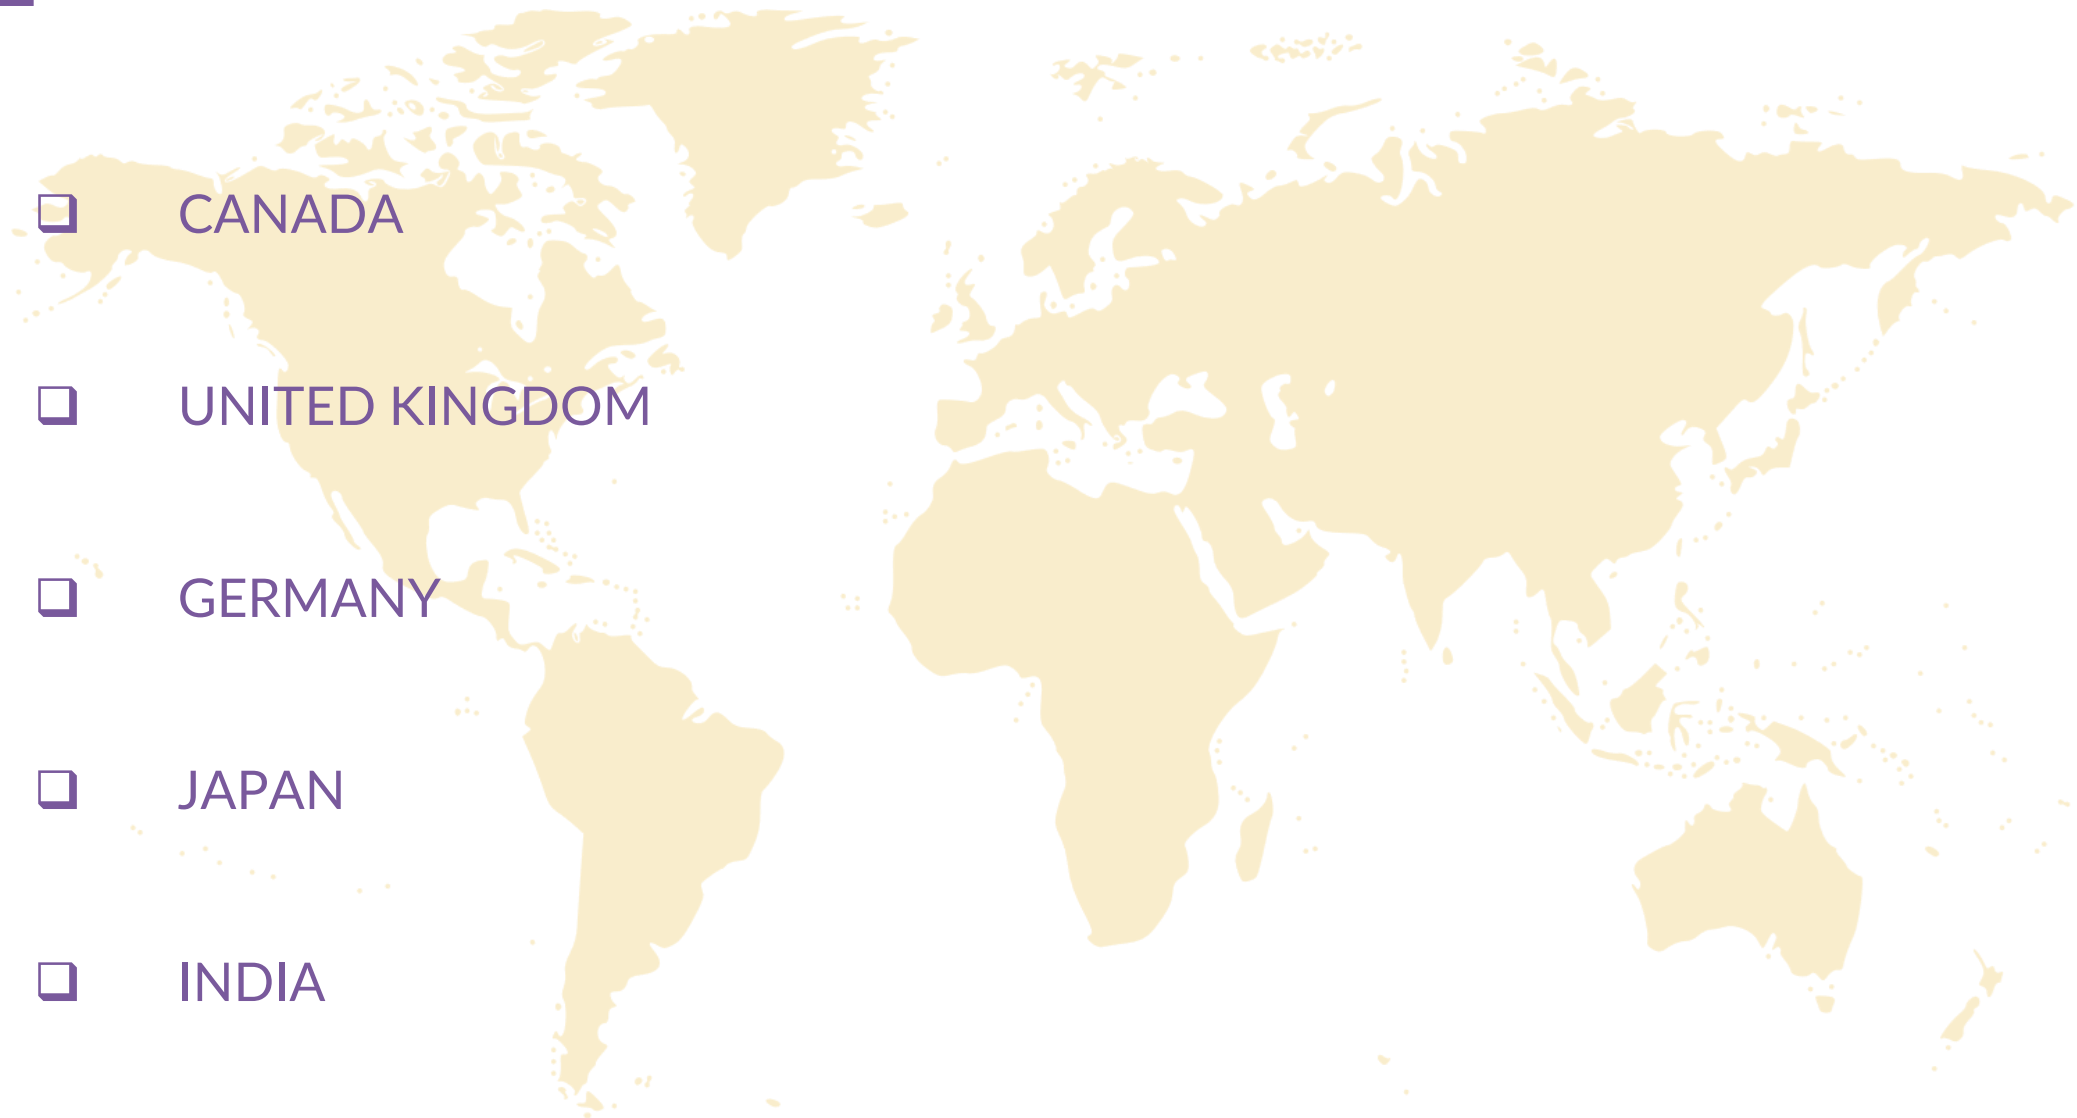 ❑ CANADA
❑ UNITED KINGDOM
❑ GERMANY
❑ JAPAN
❑ INDIA